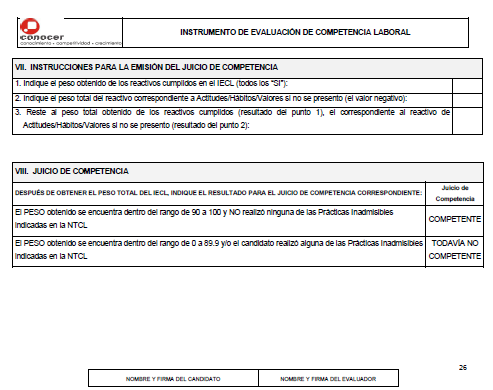 conocer
conocimiento • competitividad • crecimiento
INSTRUMENTO DE EVALUACIÓN DE COMPETENCIA LABORAL
VII. INSTRUCCIONES PARA LA EMISIÓN DEL JUICIO DE COMPETENCIA
1. Indique el peso obtenido de los reactivos cumplidos en el IECL (todos los "SI"):
2. Indique el peso total del reactivo correspondiente a Actitudes/Hábitos/Valores si no se presento (el valor negativo):
3. Reste al peso total obtenido de los reactivos cumplidos (resultado del punto 1), el correspondiente al reactivo de
Actitudes/Hábitos/Valores si no se presento (resultado del punto 2):
VIII. JUICIO DE COMPETENCIA
DESPUÉS DE OBTENER EL PESO TOTAL DEL IECL, INDIQUE EL RESULTADO PARA EL JUICIO DE COMPETENCIA CORRESPONDIENTE:
Juicio de
Competencia
El PESO obtenido se encuentra dentro del rango de 90 a 100 y NO realizó ninguna de las Prácticas Inadmisibles
indicadas en la NTCL
COMPETENTE
El PESO obtenido se encuentra dentro del rango de 0 a 89.9 y/o el candidato realizó alguna de las Prácticas Inadmisibles
indicadas en la NTCL
TODAVÍA NO
COMPETENTE
26
NOMBRE Y FIRMA DEL CANDIDATO
NOMBRE Y FIRMA DEL EVALUADOR